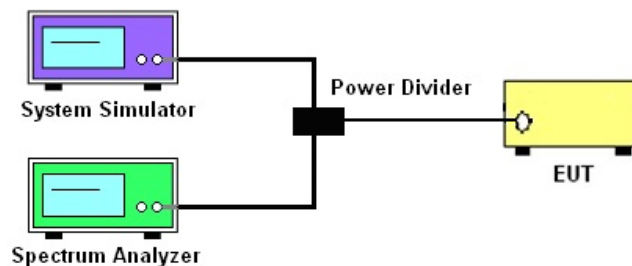 System Simulator
Power Divider
EUT
Spectrum Analyzer